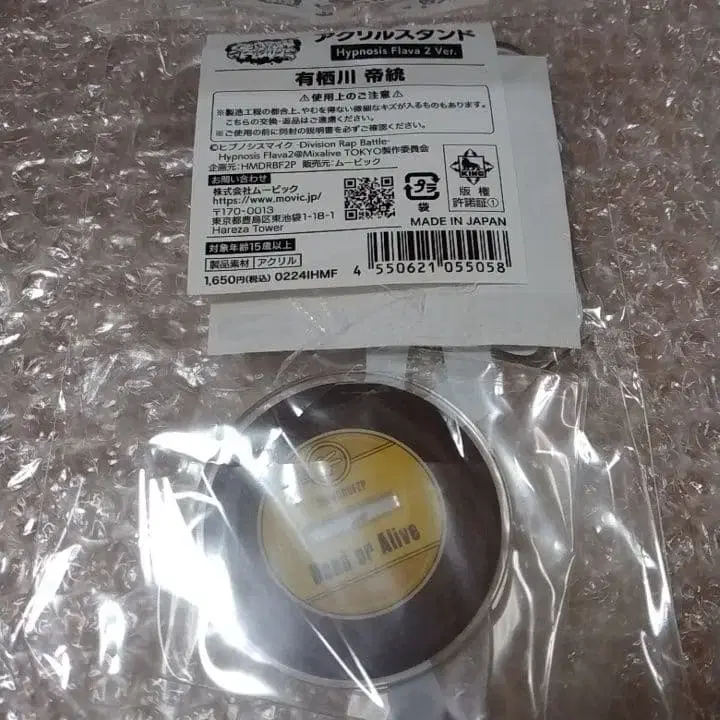 アクリルスタンド
Hypnosis Flava 2 Ver.
有栖川 帝統
⚠使用上のご注意⚠
※製造工程の都合上、やむを得ない微細なキズが入るものもあります。
こちらの交換・返品はご遠慮ください。
※ご使用の前に同封の説明書を必ずご確認ください。
©ヒプノシスマイク -Division Rap Battle-
Hypnosis Flava2@Mixalive TOKYO製作委員会
企画元:HMDRBF2P 販売元:ムービック
お問い合わせ
株式会社ムービック
https://www.movic.jp/
〒170-0013
東京都豊島区東池袋1-18-1
Hareza Tower
プラ
袋
KING
版権
許諾証①
MADE IN JAPAN
対象年齢15歳以上
製品素材 アクリル
1,650円(税込) 0224IHMF
4 550621 055058
Dead or Alive